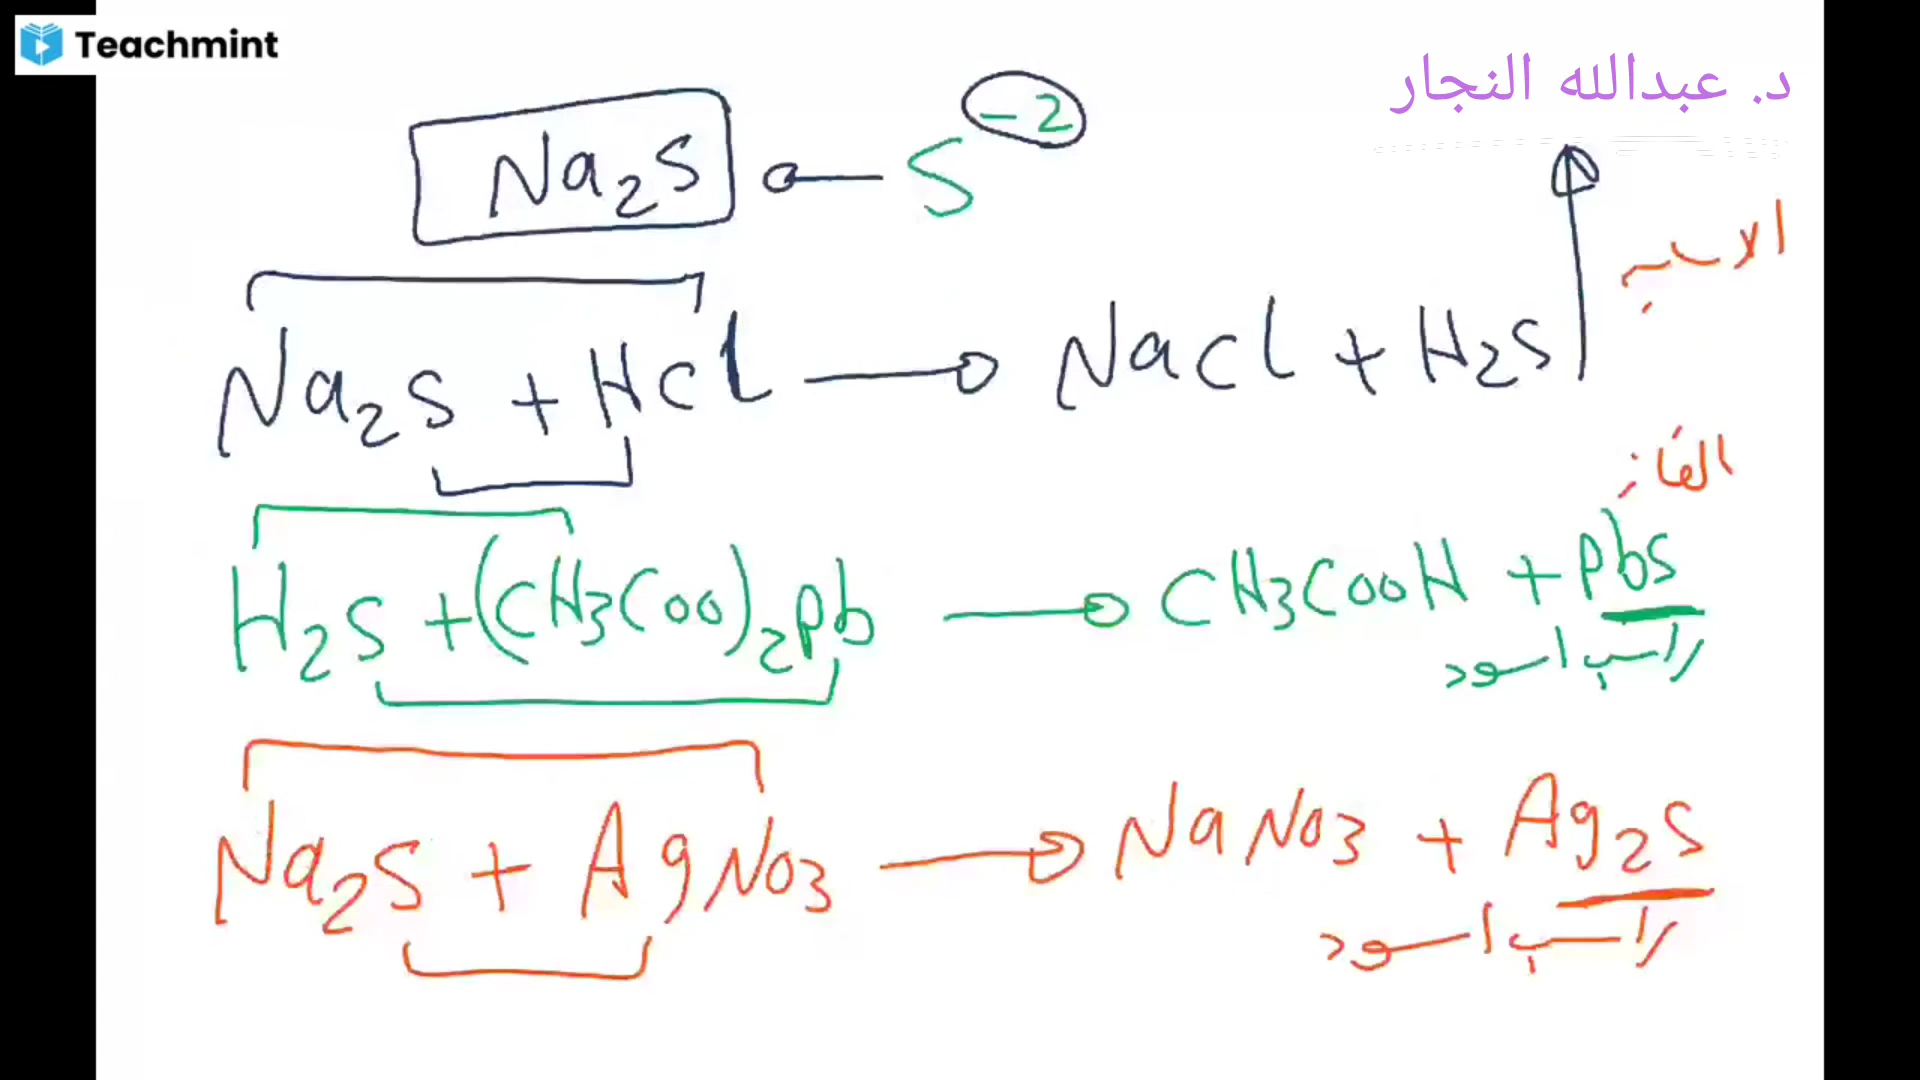 Teachmint
د. عبدالله النجار
Na2S ← S-2
Na2S + HCl → NaCl + H2S ↑
الغاز
H2S + (CH3COO)2Pb → CH3COOH + PbS
راسب اسود
Na2S + AgNO3 → NaNO3 + Ag2S
راسب اسود